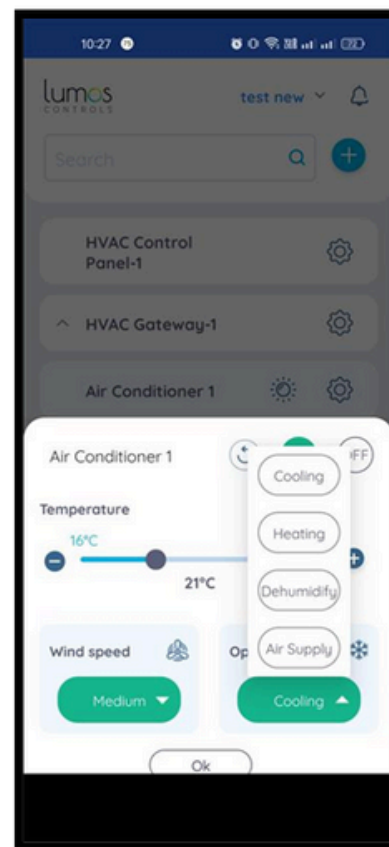 10:27
72
lumos
CONTROLS
test new
Search
HVAC Control
Panel-1
HVAC Gateway-1
Air Conditioner 1
Air Conditioner 1
FF
Temperature
16°C
21°C
Cooling
Heating
Dehumidify
Air Supply
Wind speed
Op
Medium
Cooling
Ok